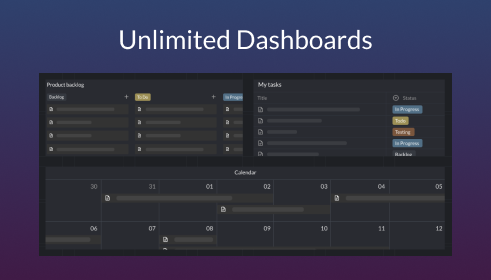 Unlimited Dashboards
Product backlog
Backlog + To Do + In Progres
My tasks
Title Status
In Progress
Todo
Testing
In Progress
Backlog
Calendar
30 31 01 02 03 04 05
06 07 08 09 10 11 12